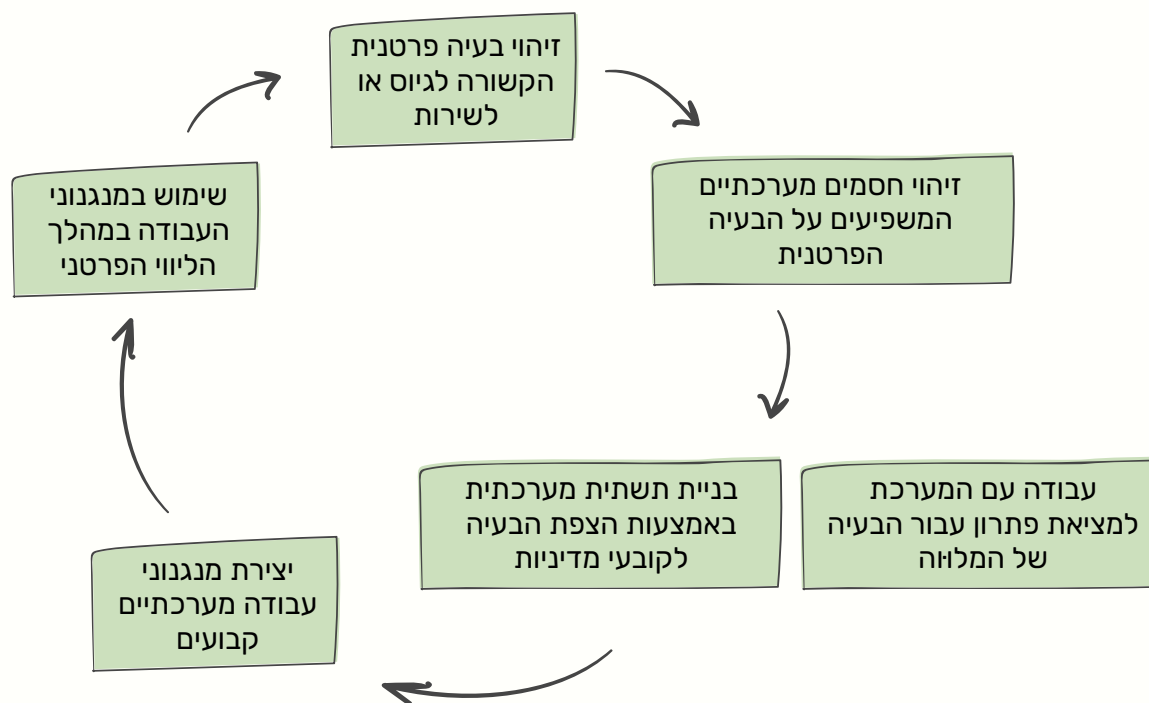 זיהוי בעיה פרטנית
הקשורה לגיוס או
לשירות
זיהוי חסמים מערכתיים
המשפיעים על הבעיה
הפרטנית
עבודה עם המערכת
למציאת פתרון עבור הבעיה
של המלווה
בניית תשתית מערכתית
באמצעות הצפת הבעיה
לקובעי מדיניות
יצירת מנגנוני
עבודה מערכתיים
קבועים
שימוש במנגנוני
העבודה במהלך
הליווי הפרטני